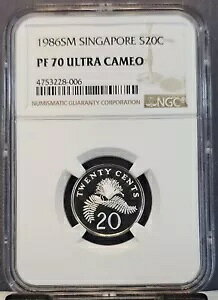 1986SM SINGAPORE S20C
PF 70 ULTRA CAMEO
4753228-006
NUMISMATIC GUARANTY CORPORATION
NGC
TWENTY CENTS
20